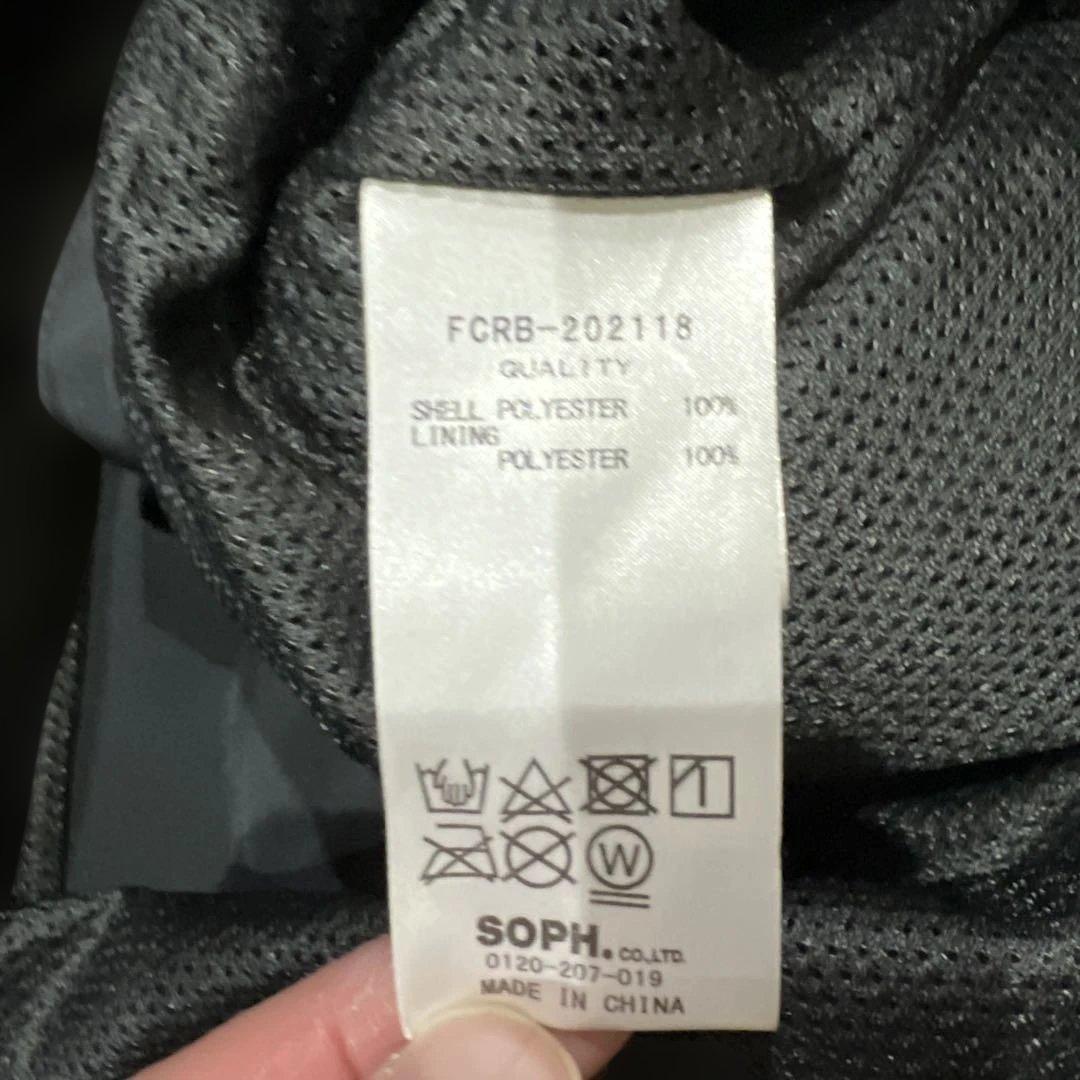 FCRB-202118
QUALITY
SHELL POLYESTER 100%
LINING
POLYESTER 100%
W
SOPH. CO.,LTD.
0120-207-019
MADE IN CHINA